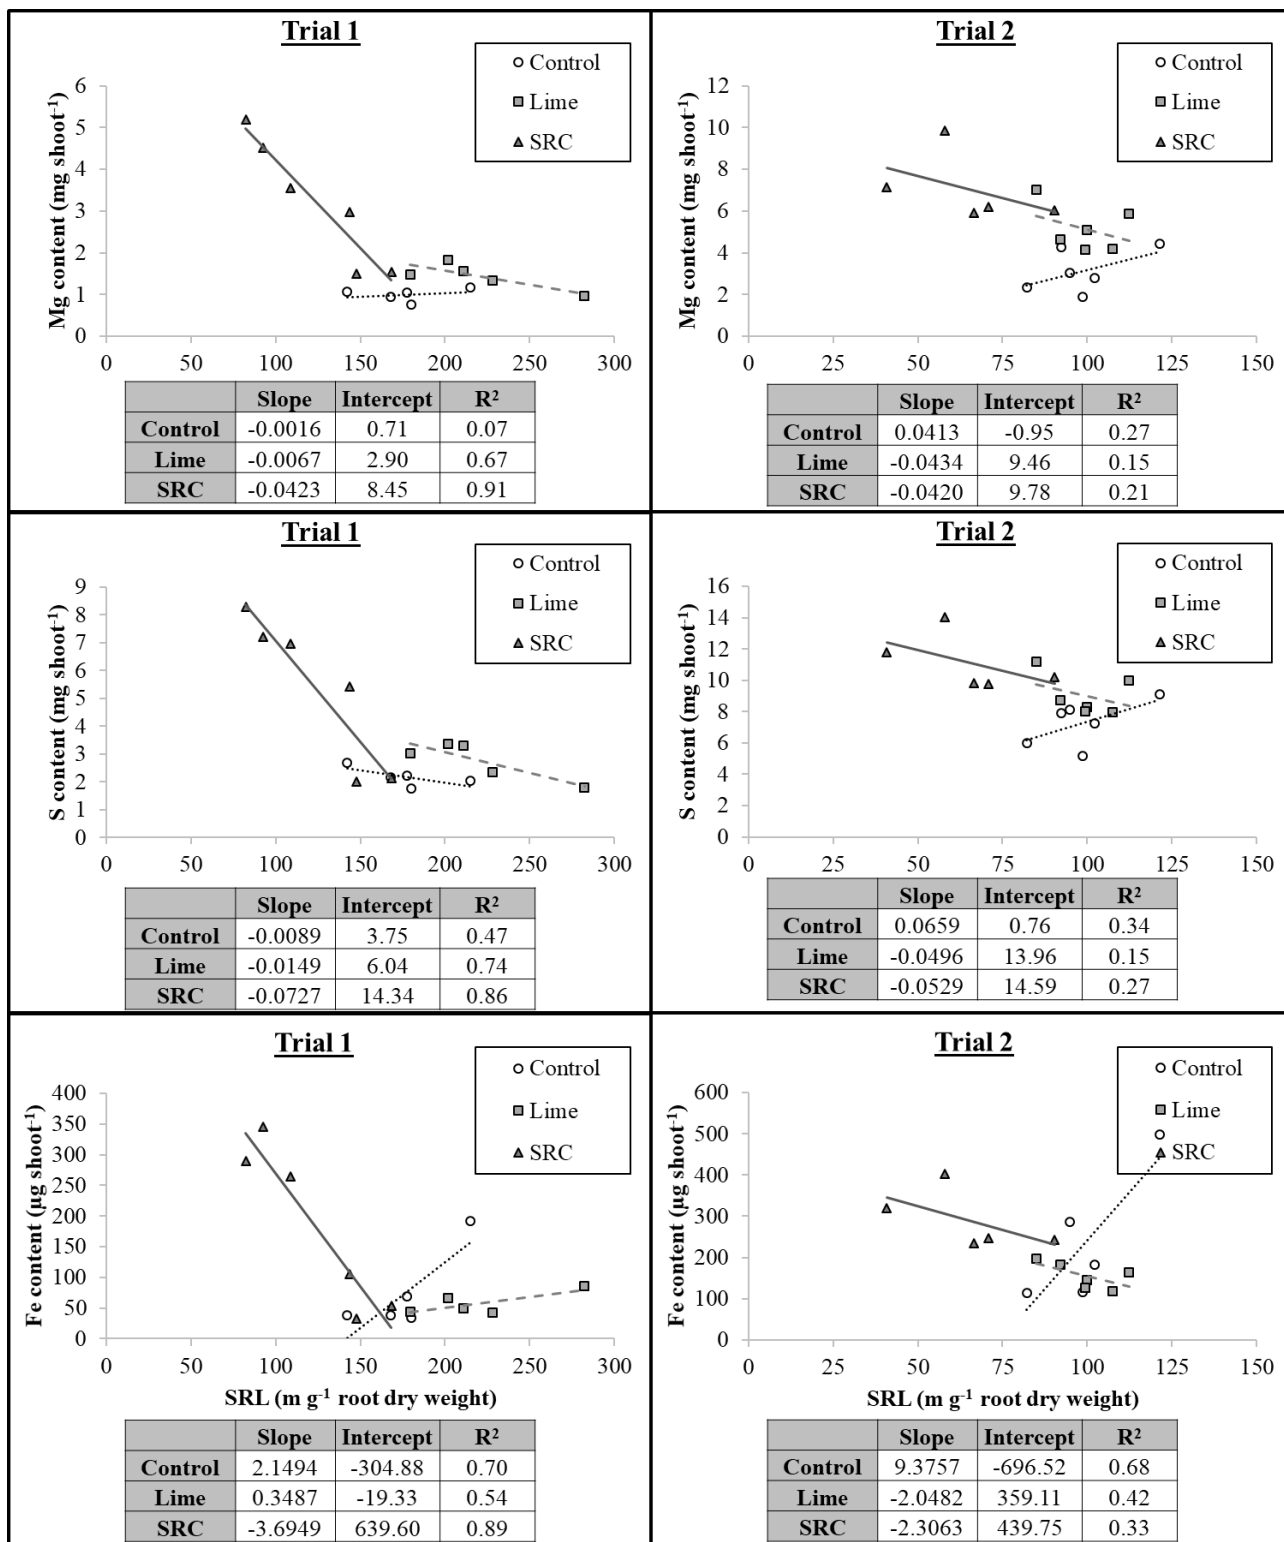 Trial 1
Control
Lime
SRC
Mg content (mg shoot⁻¹)
6
5
4
3
2
1
0
0 50 100 150 200 250 300
Slope Intercept R²
Control -0.0016 0.71 0.07
Lime -0.0067 2.90 0.67
SRC -0.0423 8.45 0.91
Trial 2
Control
Lime
SRC
Mg content (mg shoot⁻¹)
12
10
8
6
4
2
0
0 25 50 75 100 125 150
Slope Intercept R²
Control 0.0413 -0.95 0.27
Lime -0.0434 9.46 0.15
SRC -0.0420 9.78 0.21
Trial 1
Control
Lime
SRC
S content (mg shoot⁻¹)
9
8
7
6
5
4
3
2
1
0
0 50 100 150 200 250 300
Slope Intercept R²
Control -0.0089 3.75 0.47
Lime -0.0149 6.04 0.74
SRC -0.0727 14.34 0.86
Trial 2
Control
Lime
SRC
S content (mg shoot⁻¹)
16
14
12
10
8
6
4
2
0
0 25 50 75 100 125 150
Slope Intercept R²
Control 0.0659 0.76 0.34
Lime -0.0496 13.96 0.15
SRC -0.0529 14.59 0.27
Trial 1
Control
Lime
SRC
Fe content (µg shoot⁻¹)
400
350
300
250
200
150
100
50
0
0 50 100 150 200 250 300
SRL (m g⁻¹ root dry weight)
Slope Intercept R²
Control 2.1494 -304.88 0.70
Lime 0.3487 -19.33 0.54
SRC -3.6949 639.60 0.89
Trial 2
Control
Lime
SRC
Fe content (µg shoot⁻¹)
600
500
400
300
200
100
0
0 25 50 75 100 125 150
SRL (m g⁻¹ root dry weight)
Slope Intercept R²
Control 9.3757 -696.52 0.68
Lime -2.0482 359.11 0.42
SRC -2.3063 439.75 0.33